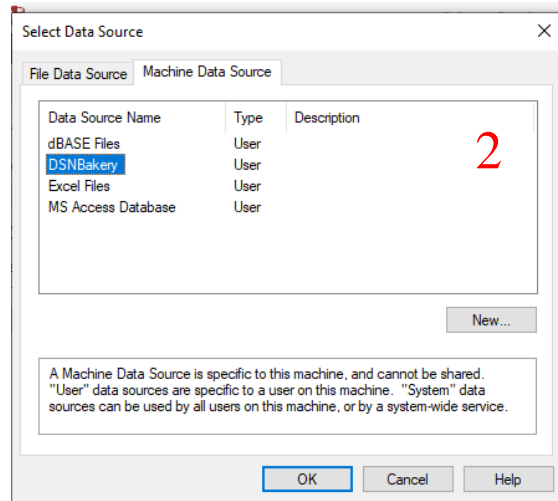 Select Data Source
File Data Source Machine Data Source
Data Source Name Type Description
dBASE Files User
DSNBakery User
Excel Files User
MS Access Database User
2
New...
A Machine Data Source is specific to this machine, and cannot be shared.
"User" data sources are specific to a user on this machine. "System" data
sources can be used by all users on this machine, or by a system-wide service.
OK Cancel Help